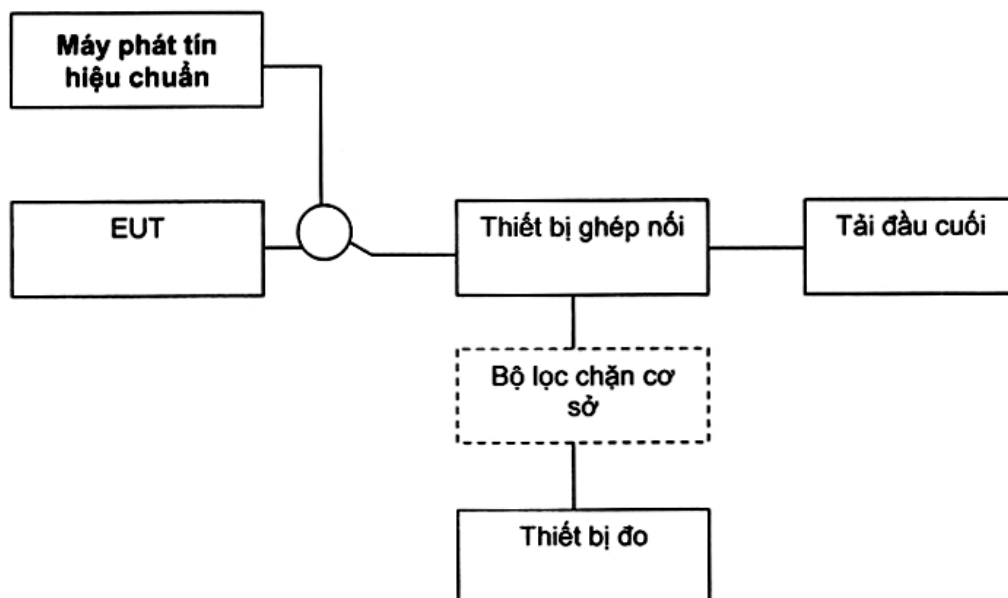 Máy phát tín
hiệu chuẩn
EUT
Thiết bị ghép nối
Tải đầu cuối
Bộ lọc chặn cơ
sở
Thiết bị đo